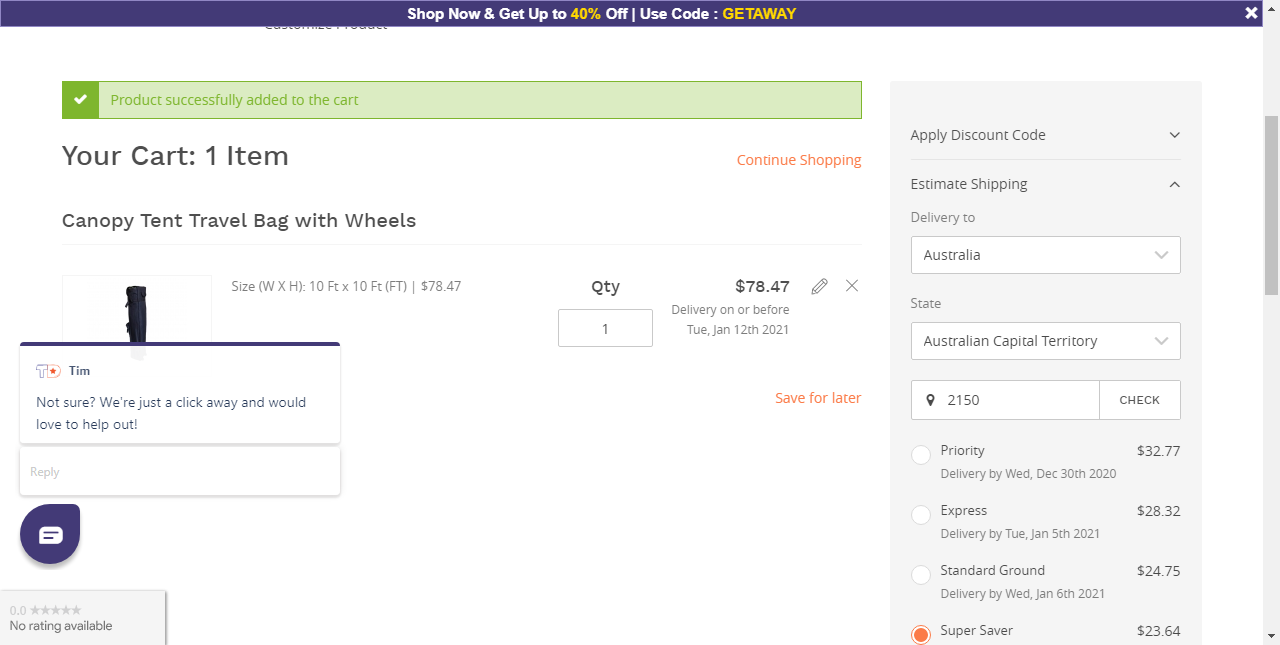 Shop Now & Get Up to 40% Off | Use Code : GETAWAY
Customize Product
Product successfully added to the cart
Your Cart: 1 Item
Continue Shopping
Canopy Tent Travel Bag with Wheels
Size (W X H): 10 Ft x 10 Ft (FT) | $78.47
Qty
1
$78.47
Delivery on or before
Tue, Jan 12th 2021
Save for later
TD Tim
Not sure? We're just a click away and would
love to help out!
Reply
0.0
No rating available
Apply Discount Code
Estimate Shipping
Delivery to
Australia
State
Australian Capital Territory
2150
CHECK
Priority $32.77
Delivery by Wed, Dec 30th 2020
Express $28.32
Delivery by Tue, Jan 5th 2021
Standard Ground $24.75
Delivery by Wed, Jan 6th 2021
Super Saver $23.64